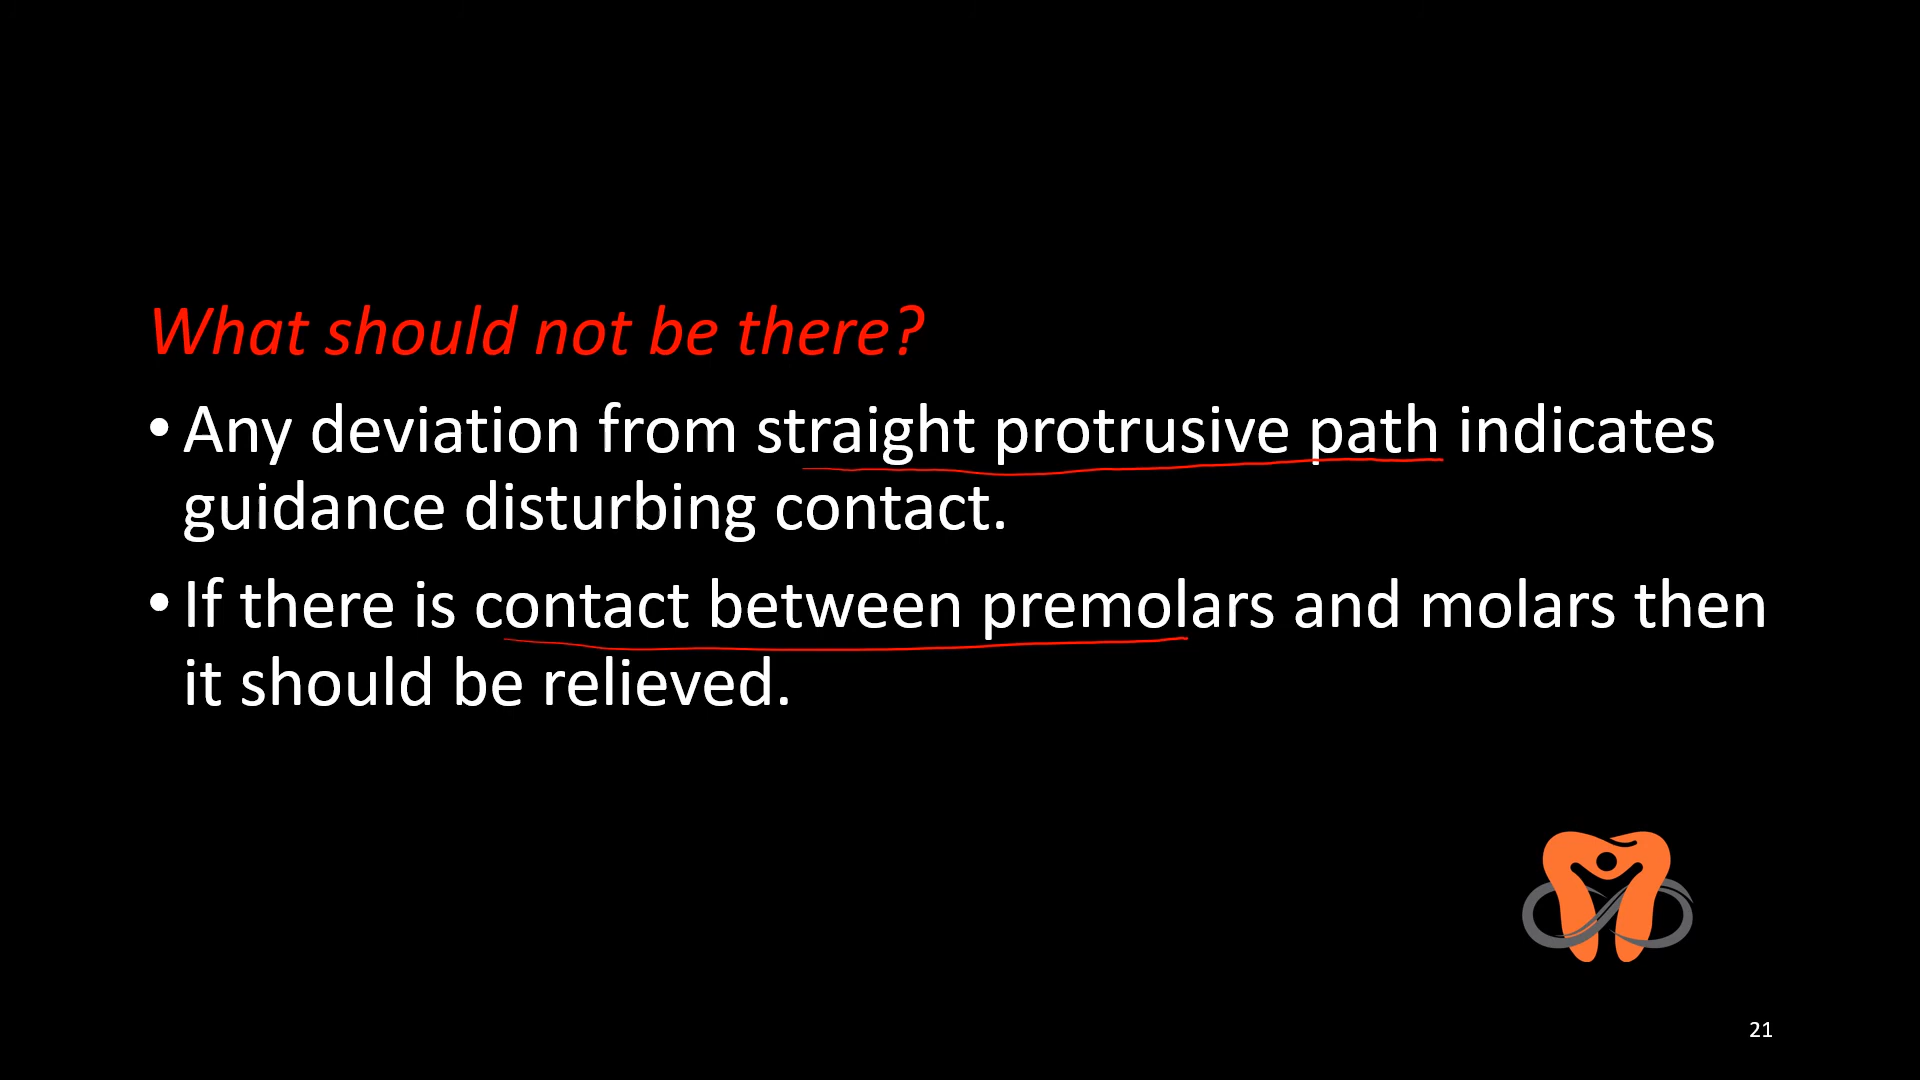 What should not be there?
• Any deviation from straight protrusive path indicates
guidance disturbing contact.
• If there is contact between premolars and molars then
it should be relieved.
21